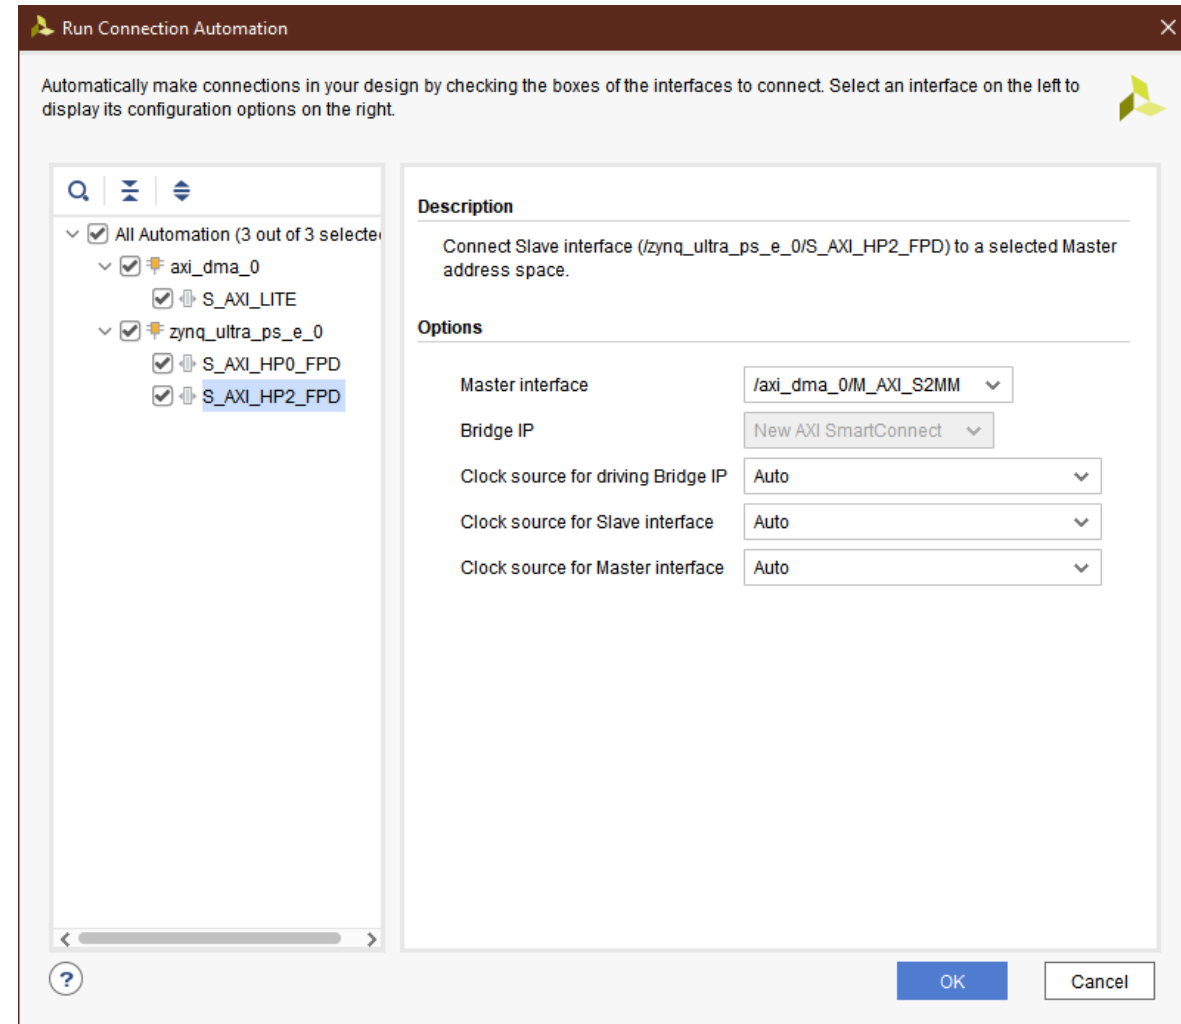 Run Connection Automation
Automatically make connections in your design by checking the boxes of the interfaces to connect. Select an interface on the left to
display its configuration options on the right.
All Automation (3 out of 3 selected
axi_dma_0
S_AXI_LITE
zynq_ultra_ps_e_0
S_AXI_HP0_FPD
S_AXI_HP2_FPD
Description
Connect Slave interface (/zynq_ultra_ps_e_0/S_AXI_HP2_FPD) to a selected Master
address space.
Options
Master interface /axi_dma_0/M_AXI_S2MM
Bridge IP New AXI SmartConnect
Clock source for driving Bridge IP Auto
Clock source for Slave interface Auto
Clock source for Master interface Auto
?
OK Cancel